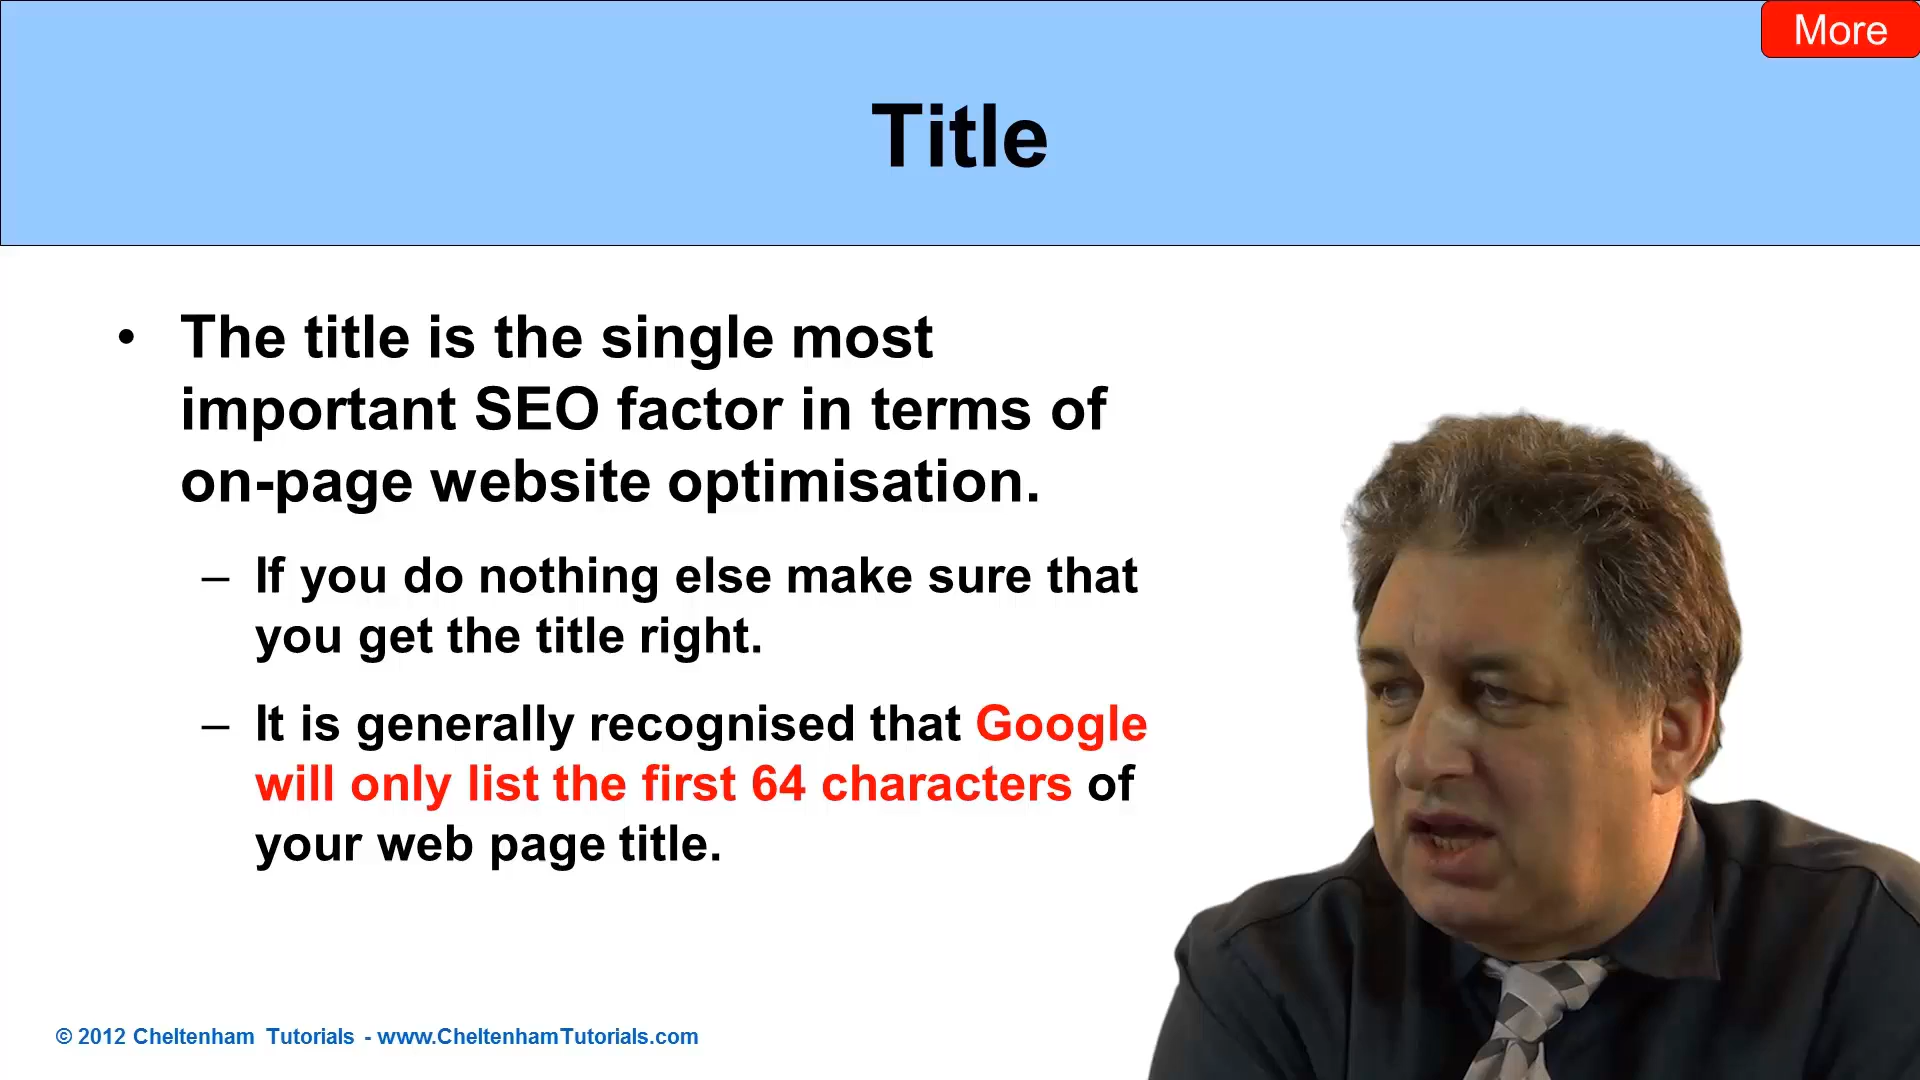 More
Title
• The title is the single most
important SEO factor in terms of
on-page website optimisation.
– If you do nothing else make sure that
you get the title right.
– It is generally recognised that Google
will only list the first 64 characters of
your web page title.
© 2012 Cheltenham Tutorials - www.CheltenhamTutorials.com